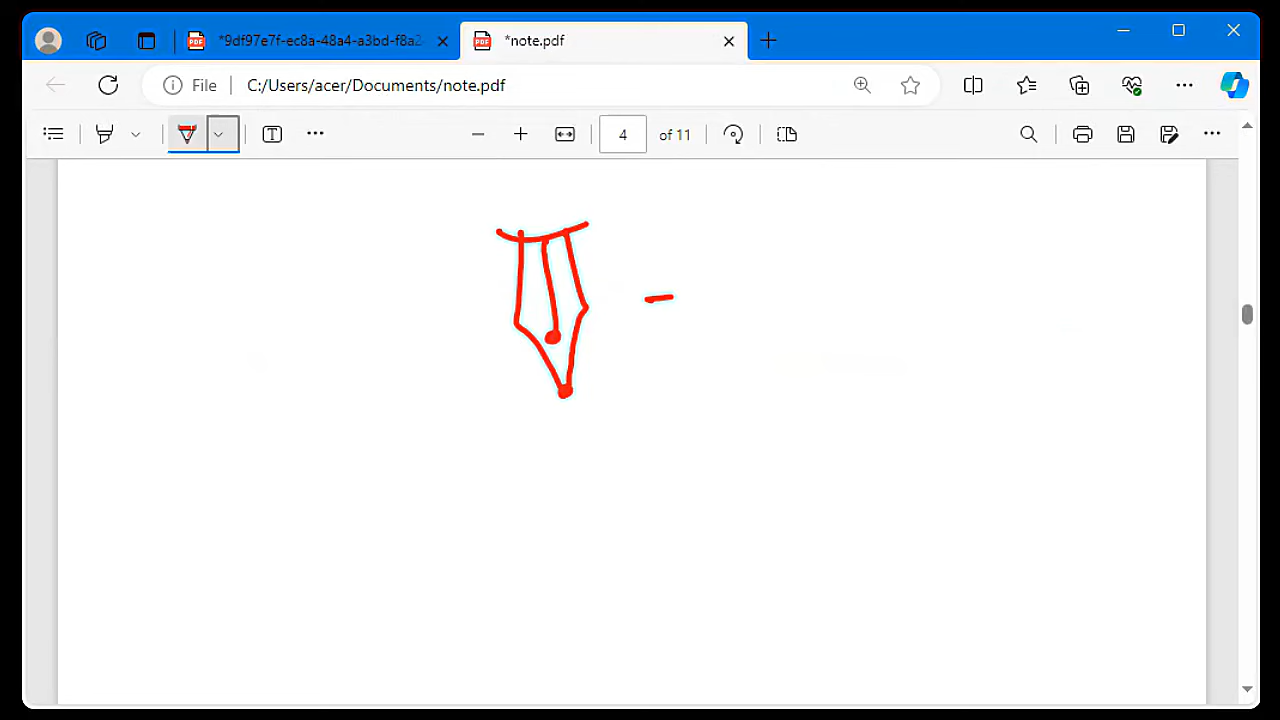 *9df97e7f-ec8a-48a4-a3bd-f8a2-
*note.pdf
File
C:/Users/acer/Documents/note.pdf
4 of 11